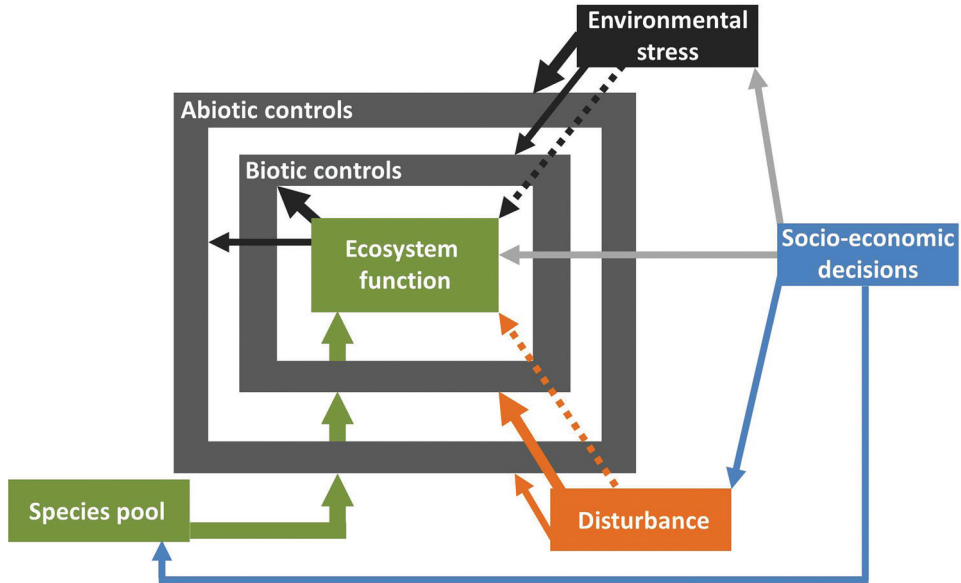 Environmental
stress
Abiotic controls
Biotic controls
Ecosystem
function
Socio-economic
decisions
Species pool
Disturbance